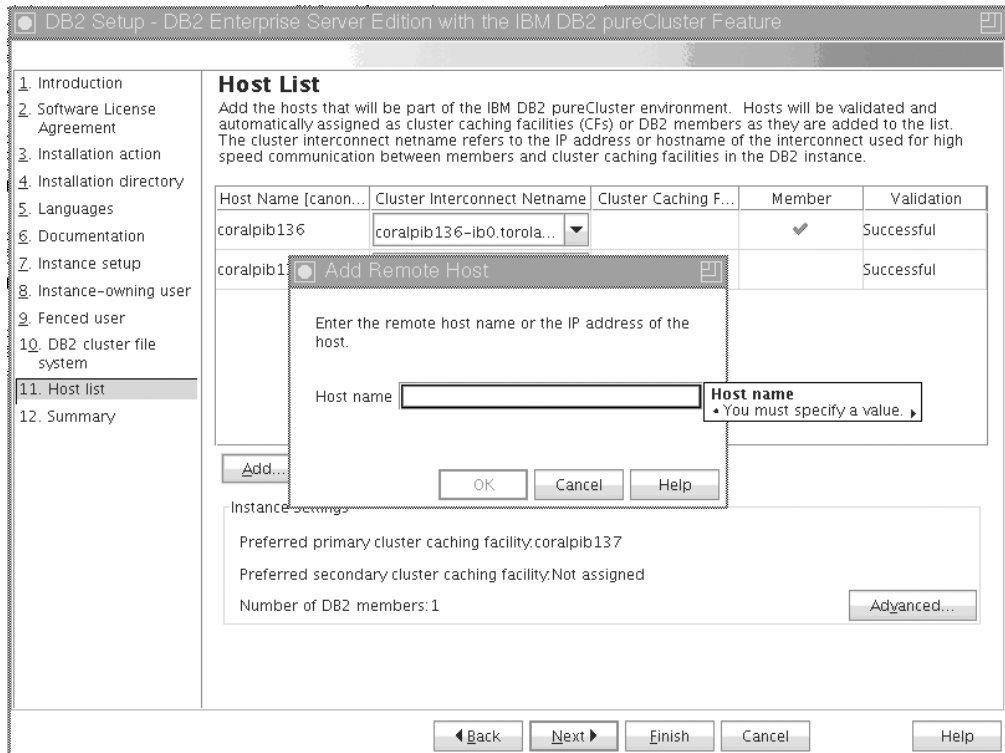 DB2 Setup - DB2 Enterprise Server Edition with the IBM DB2 pureCluster Feature
1. Introduction
2. Software License
Agreement
3. Installation action
4. Installation directory
5. Languages
6. Documentation
7. Instance setup
8. Instance-owning user
9. Fenced user
10. DB2 cluster file
system
11. Host list
12. Summary
Host List
Add the hosts that will be part of the IBM DB2 pureCluster environment. Hosts will be validated and
automatically assigned as cluster caching facilities (CFs) or DB2 members as they are added to the list.
The cluster interconnect netname refers to the IP address or hostname of the interconnect used for high
speed communication between members and cluster caching facilities in the DB2 instance.
Host Name [canon... Cluster Interconnect Netname Cluster Caching F... Member Validation
coralpib136 coralpib136-ib0.torola... Successful
Successful
Add Remote Host
Enter the remote host name or the IP address of the
host.
Host name
Host name
• You must specify a value.
OK Cancel Help
Add...
Instance Settings
Preferred primary cluster caching facility:coralpib137
Preferred secondary cluster caching facility:Not assigned
Number of DB2 members:1
Advanced...
Back Next Finish Cancel Help